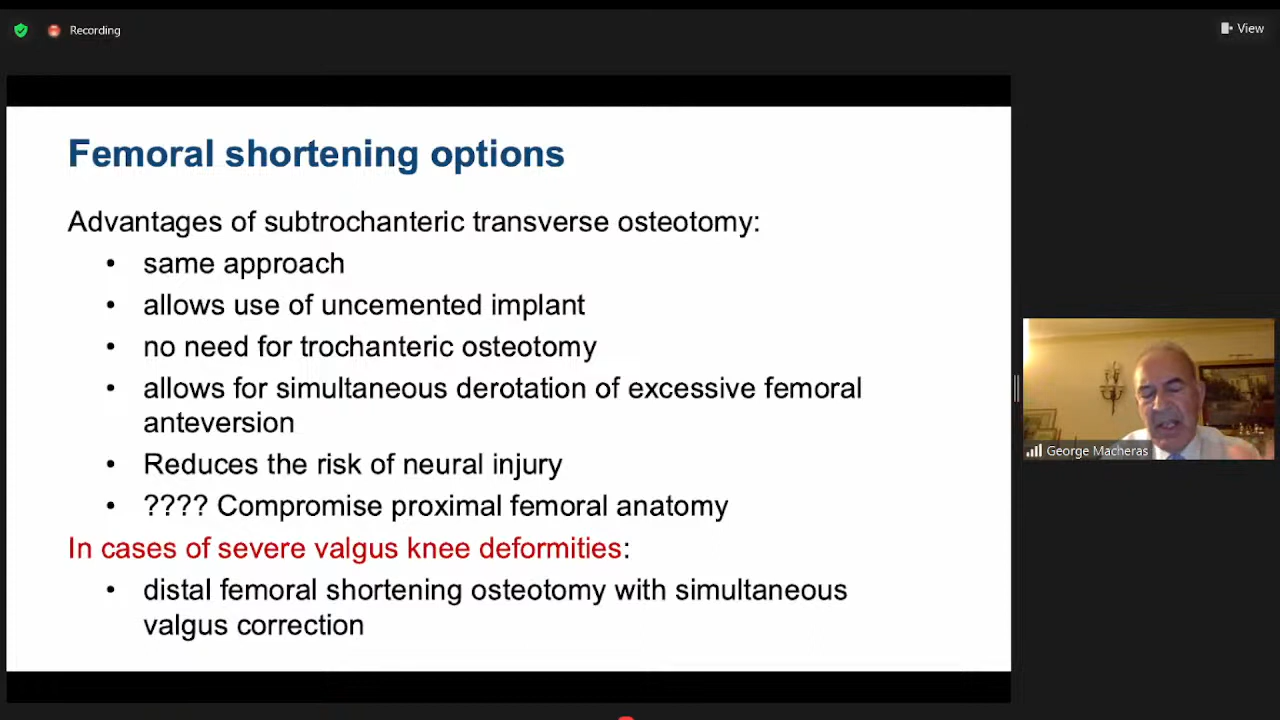 Recording
View
Femoral shortening options
Advantages of subtrochanteric transverse osteotomy:
• same approach
• allows use of uncemented implant
• no need for trochanteric osteotomy
• allows for simultaneous derotation of excessive femoral
anteversion
• Reduces the risk of neural injury
• ???? Compromise proximal femoral anatomy
In cases of severe valgus knee deformities:
• distal femoral shortening osteotomy with simultaneous
valgus correction
George Macheras